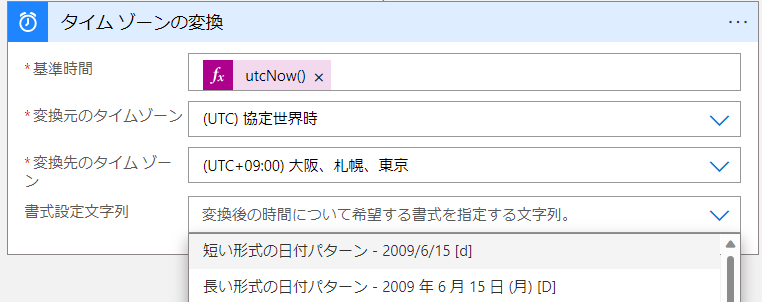 タイム ゾーンの変換
*基準時間
fx utcNow() ×
*変換元のタイムゾーン
(UTC) 協定世界時
*変換先のタイム ゾー
ン
(UTC+09:00) 大阪、札幌、東京
書式設定文字列
変換後の時間について希望する書式を指定する文字列。
短い形式の日付パターン - 2009/6/15 [d]
長い形式の日付パターン - 2009 年 6 月 15 日 (月) [D]